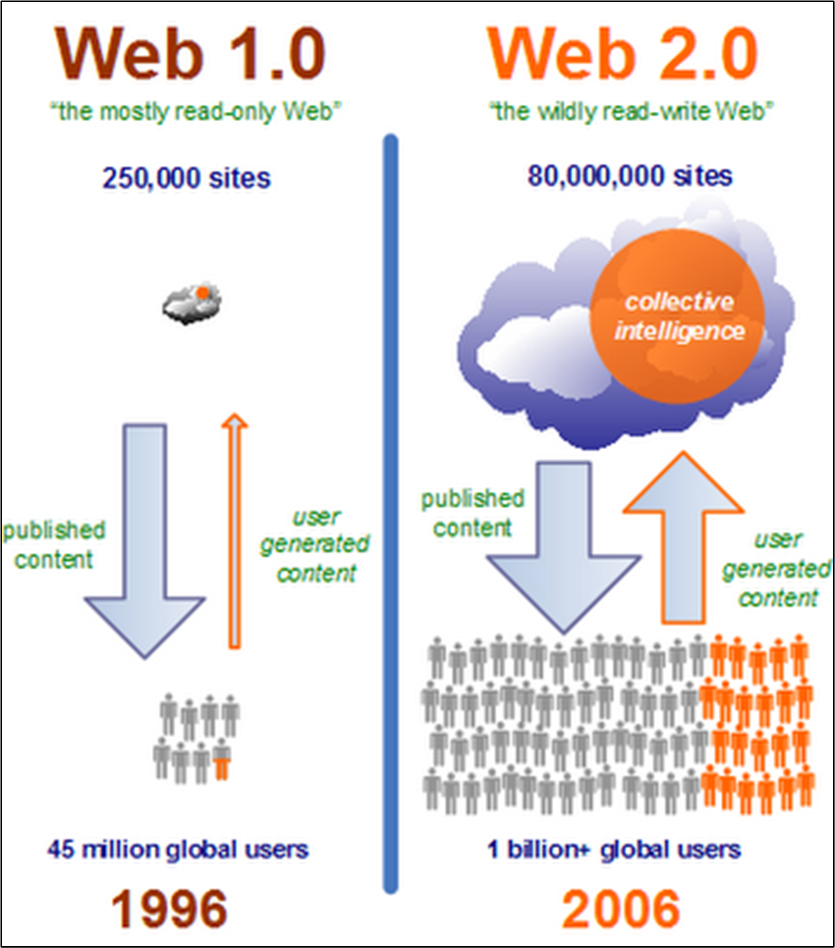 Web 1.0
“the mostly read-only Web”
250,000 sites
published
content
user
generated
content
45 million global users
1996
Web 2.0
“the wildly read-write Web”
80,000,000 sites
collective
intelligence
published
content
user
generated
content
1 billion+ global users
2006